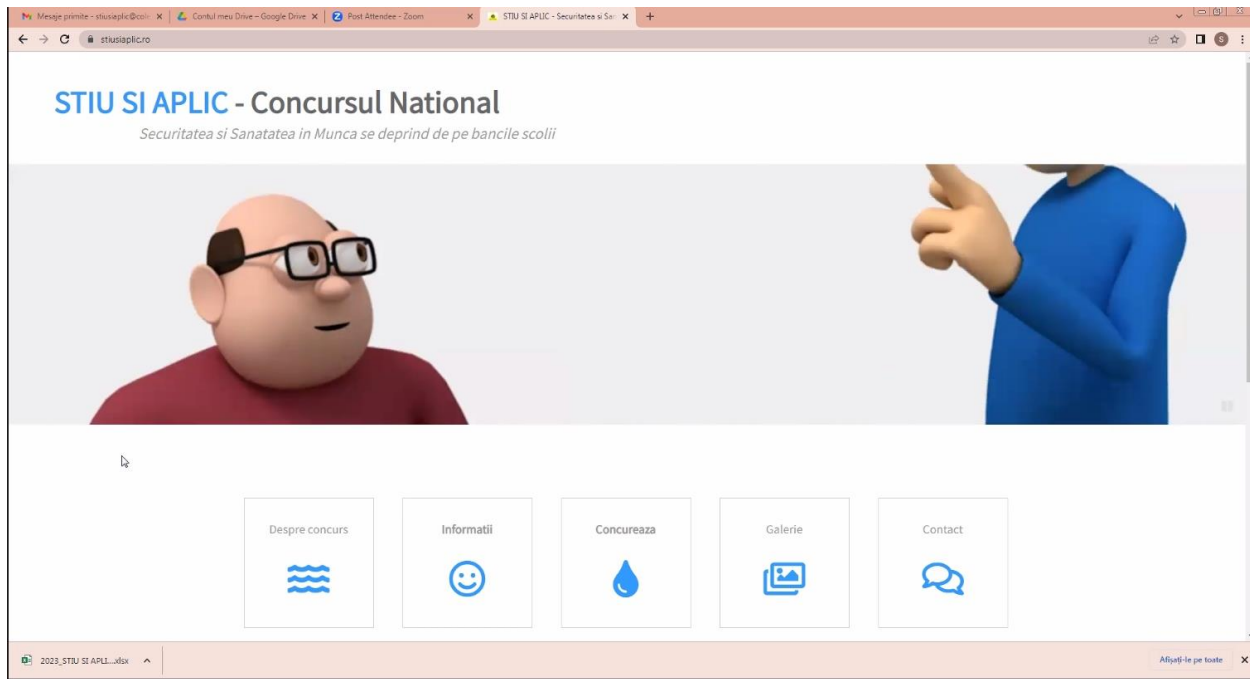 Mesaje primite - stiusiaplic@col
Contul meu Drive – Google Drive
Post Attendee - Zoom
STIU SI APLIC - Securitatea si San
stiusiaplic.ro
S
STIU SI APLIC - Concursul National
Securitatea si Sanatatea in Munca se deprind de pe bancile scolii
Despre concurs
Informatii
Concureaza
Galerie
Contact
2023_STIU SI APLI....xlsx
Afișați-le pe toate